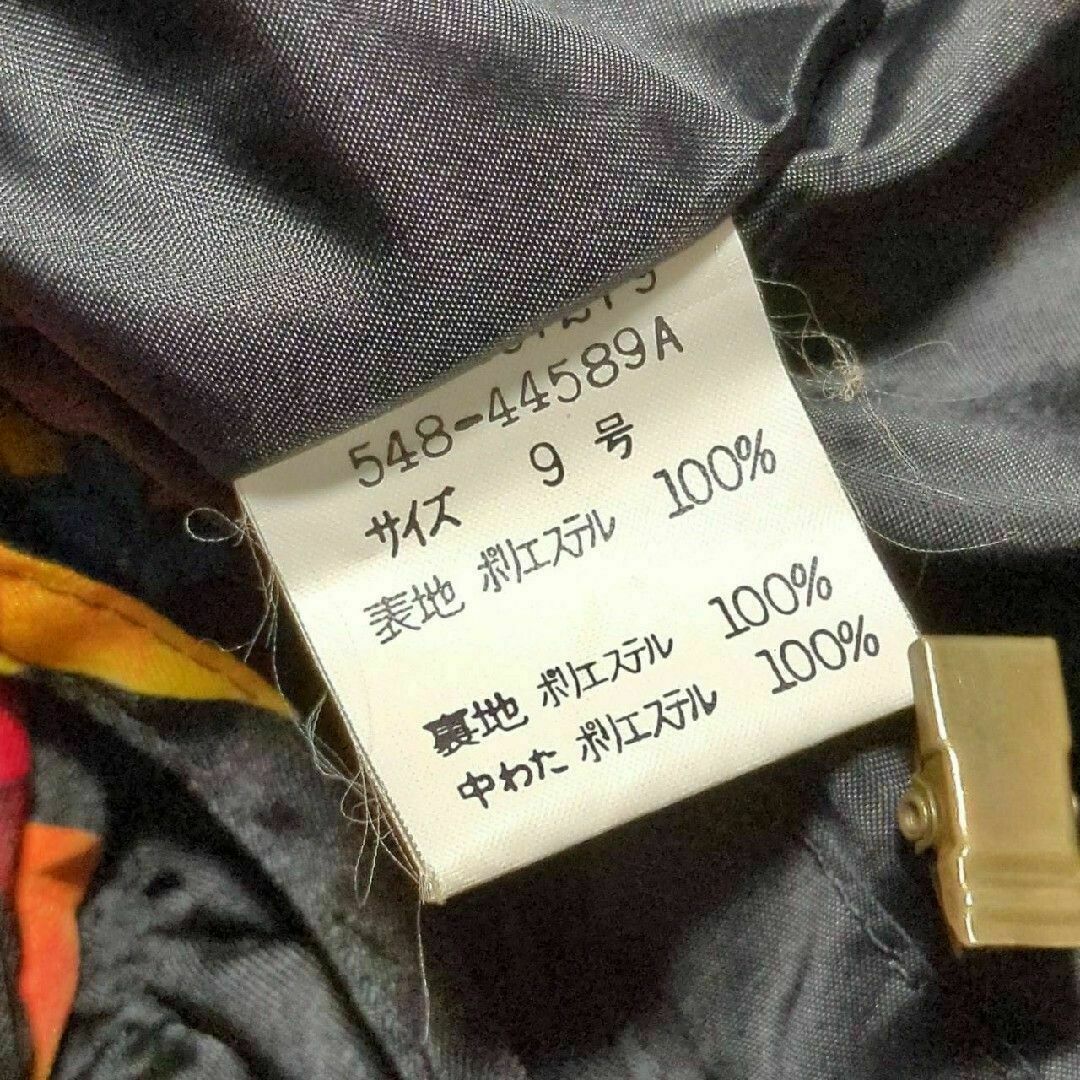 548-44589A
サイズ 9 号
表地 ポリエステル 100%
裏地 ポリエステル 100%
中わた ポリエステル 100%